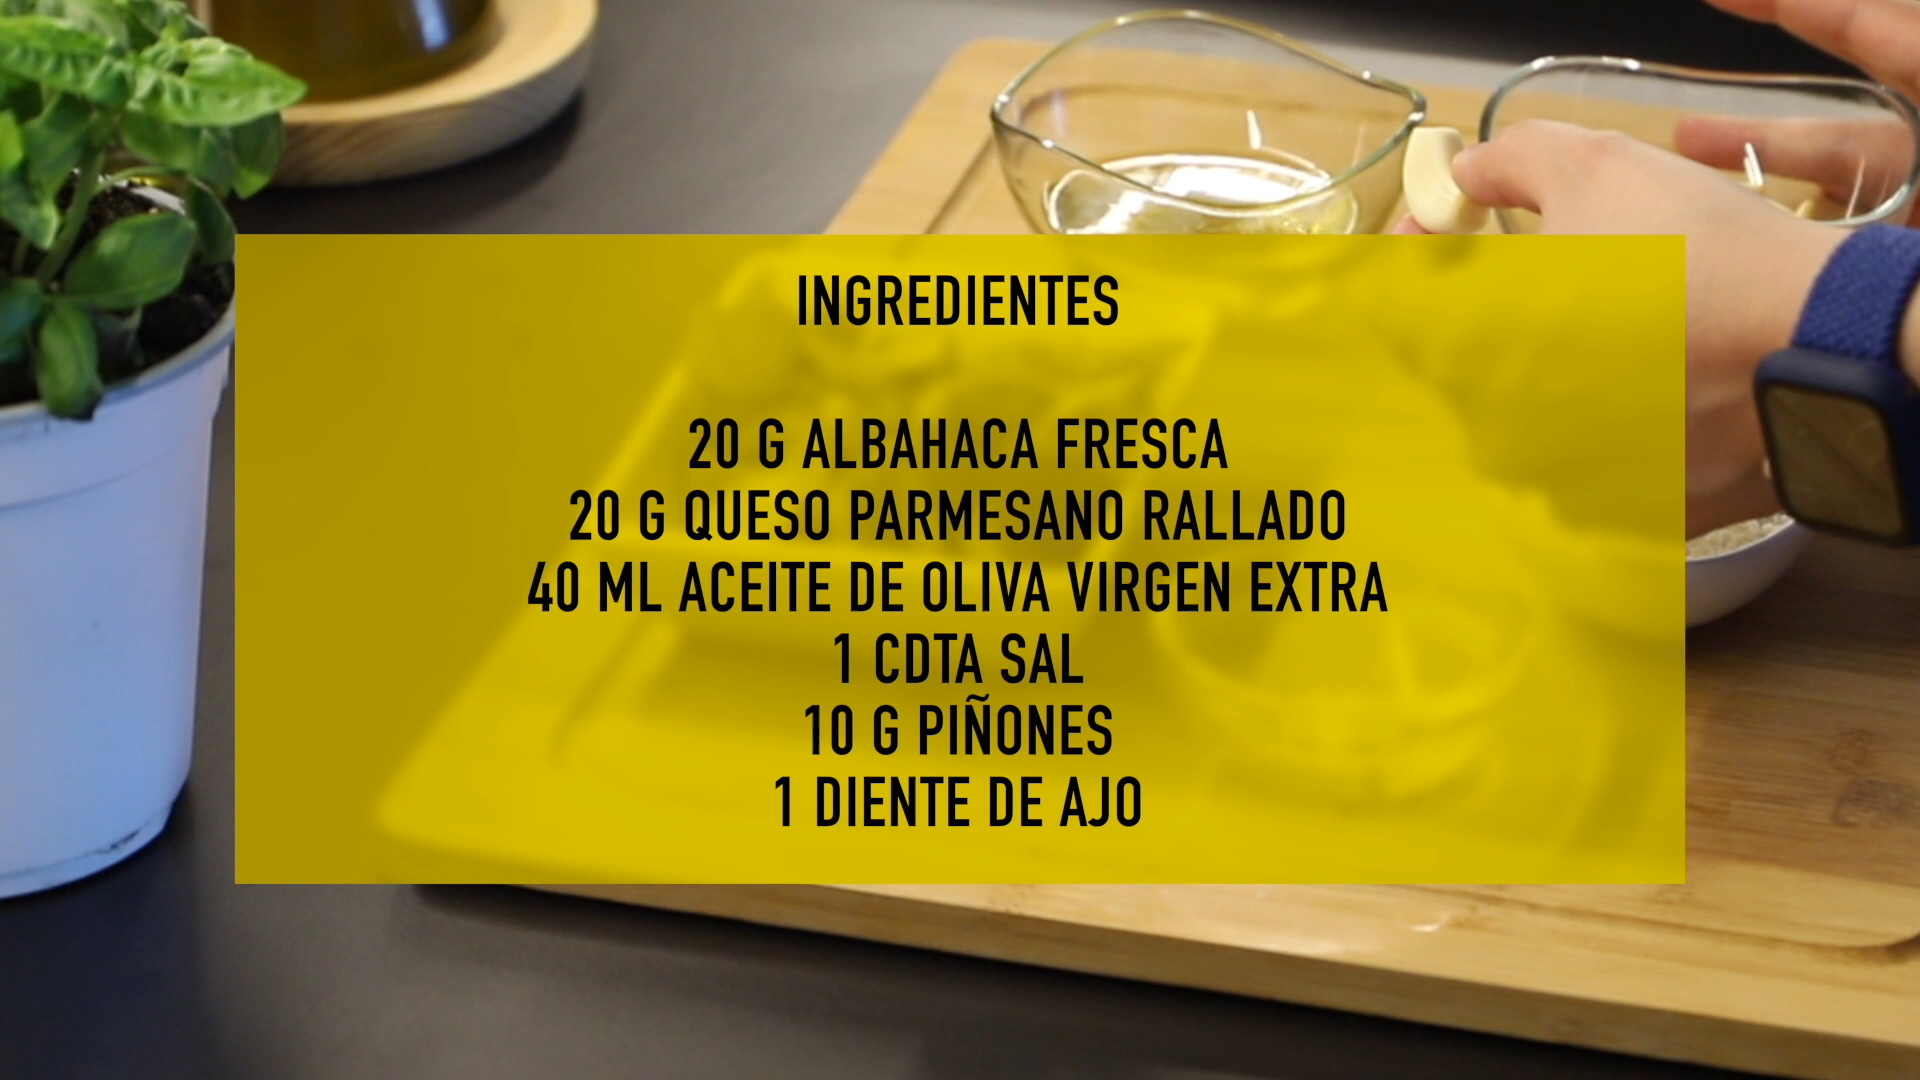 INGREDIENTES
20 G ALBAHACA FRESCA
20 G QUESO PARMESANO RALLADO
40 ML ACEITE DE OLIVA VIRGEN EXTRA
1 CDTA SAL
10 G PIÑONES
1 DIENTE DE AJO